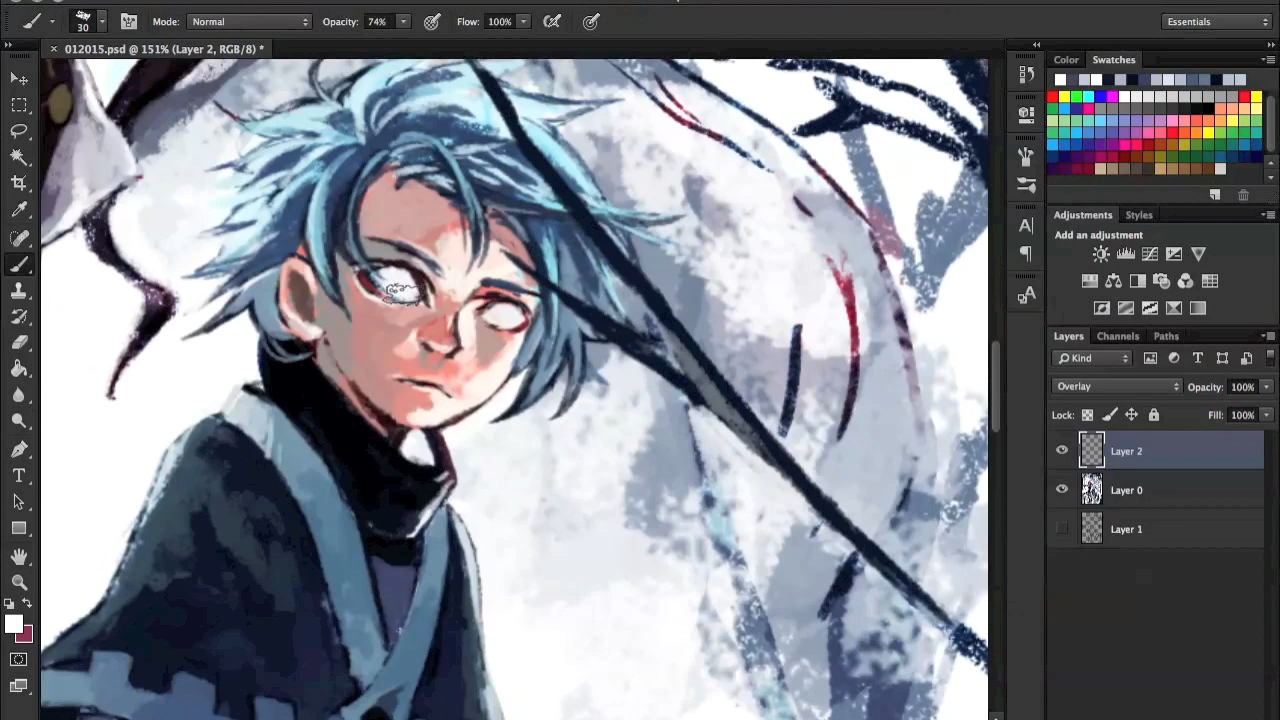 30 Mode: Normal Opacity: 74% Flow: 100% Essentials
× 012015.psd @ 151% (Layer 2, RGB/8) *
Color Swatches
Adjustments Styles
Add an adjustment
Layers Channels Paths
Kind
Overlay Opacity: 100%
Lock: Fill: 100%
Layer 2
Layer 0
Layer 1